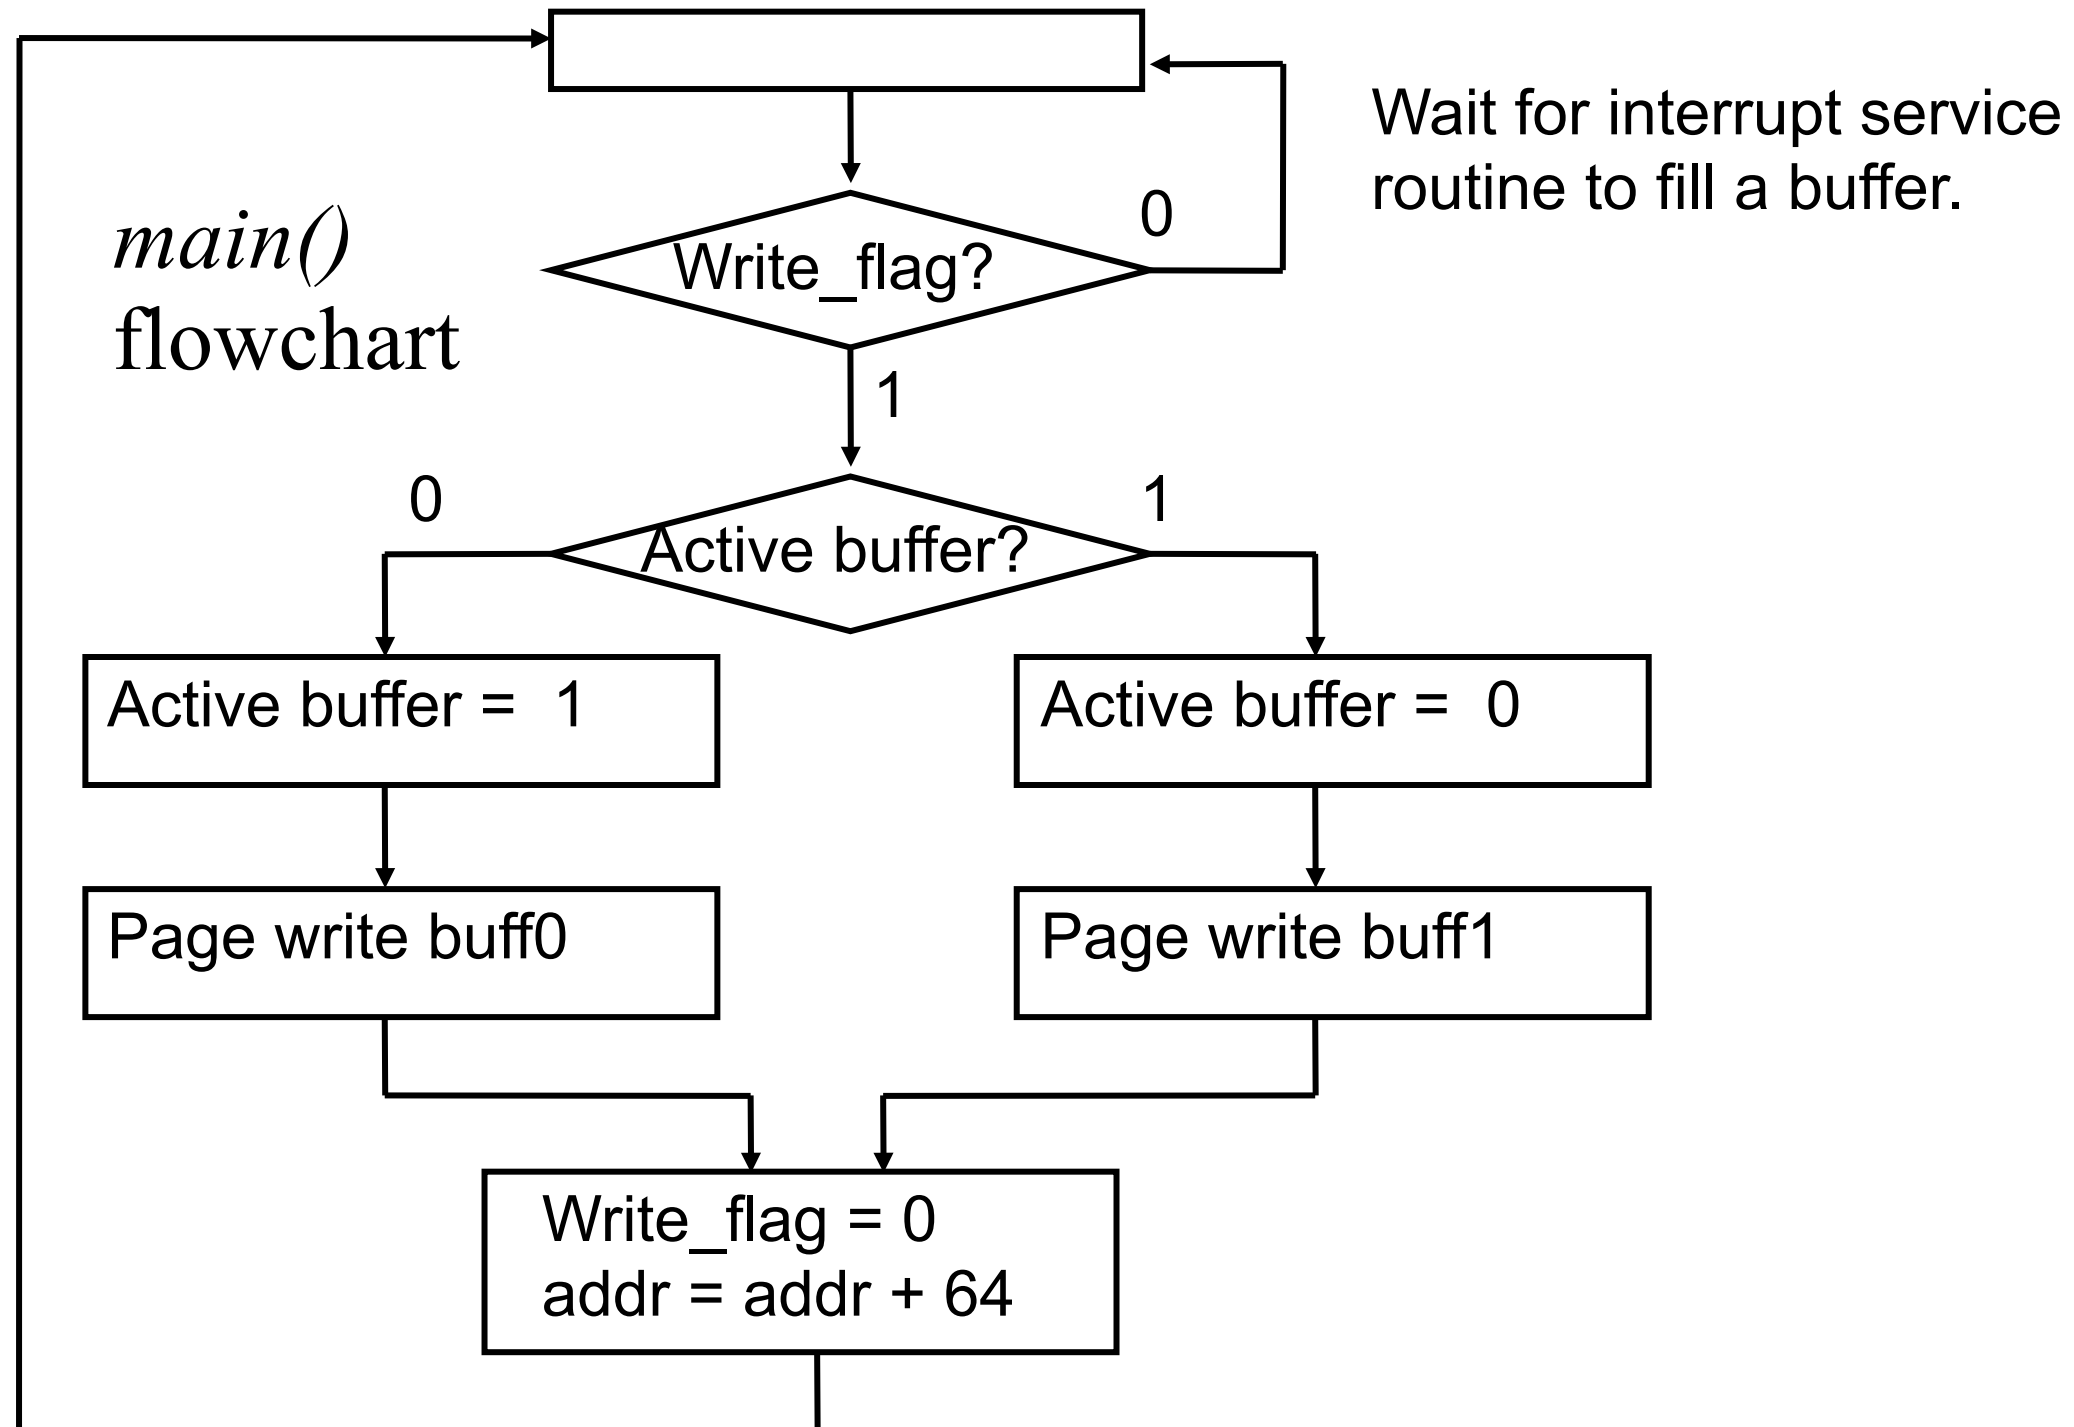 Wait for interrupt service
routine to fill a buffer.
main()
flowchart
Write_flag?
0
1
Active buffer?
0
1
Active buffer =  1
Active buffer =  0
Page write buff0
Page write buff1
Write_flag = 0
addr = addr + 64